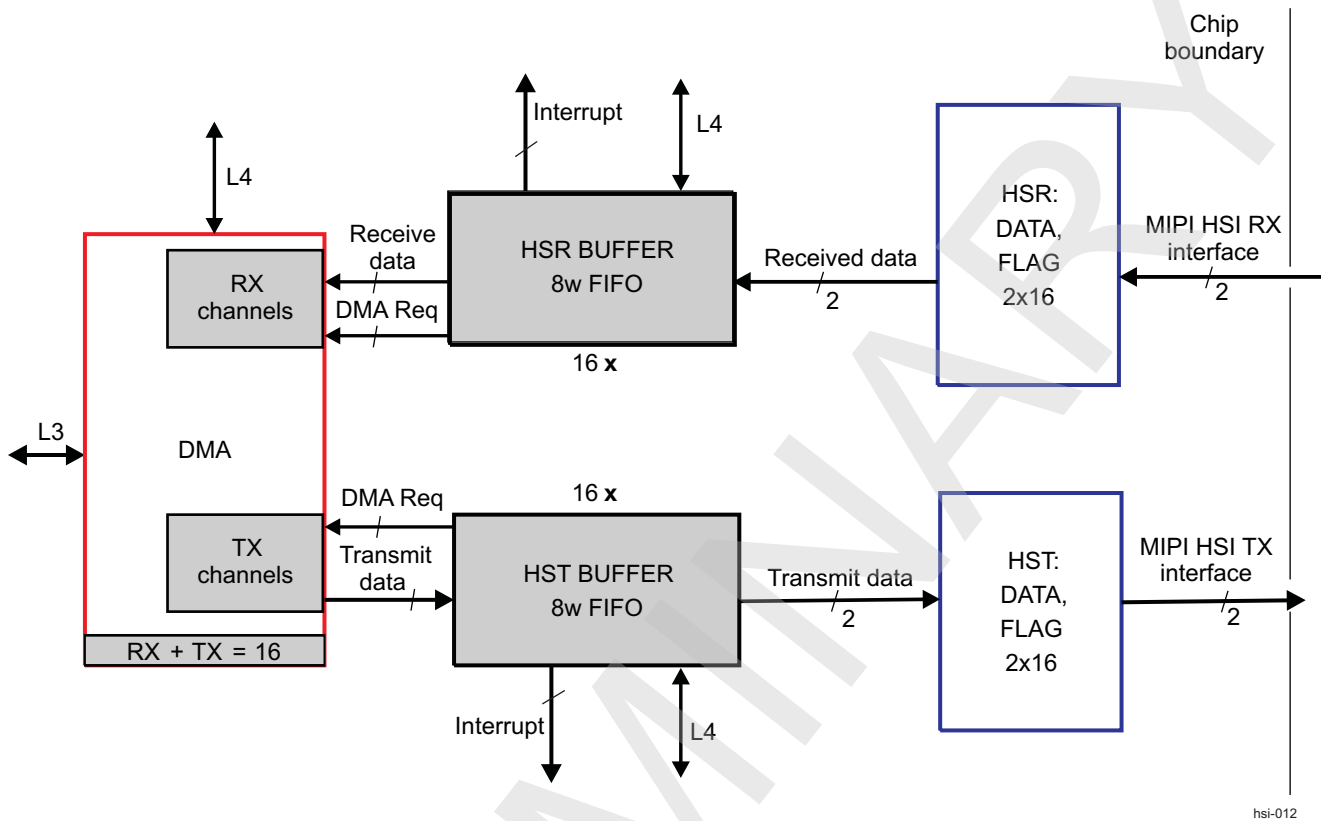 Chip
boundary
Interrupt
L4
L4
HSR BUFFER
8w FIFO
16 x
Receive
data
DMA Req
RX
channels
Received data
2
HSR:
DATA,
FLAG
2x16
MIPI HSI RX
interface
2
L3
DMA
16 x
DMA Req
TX
channels
Transmit
data
HST BUFFER
8w FIFO
Transmit data
2
HST:
DATA,
FLAG
2x16
MIPI HSI TX
interface
2
RX + TX = 16
Interrupt
L4
hsi-012
MINARY